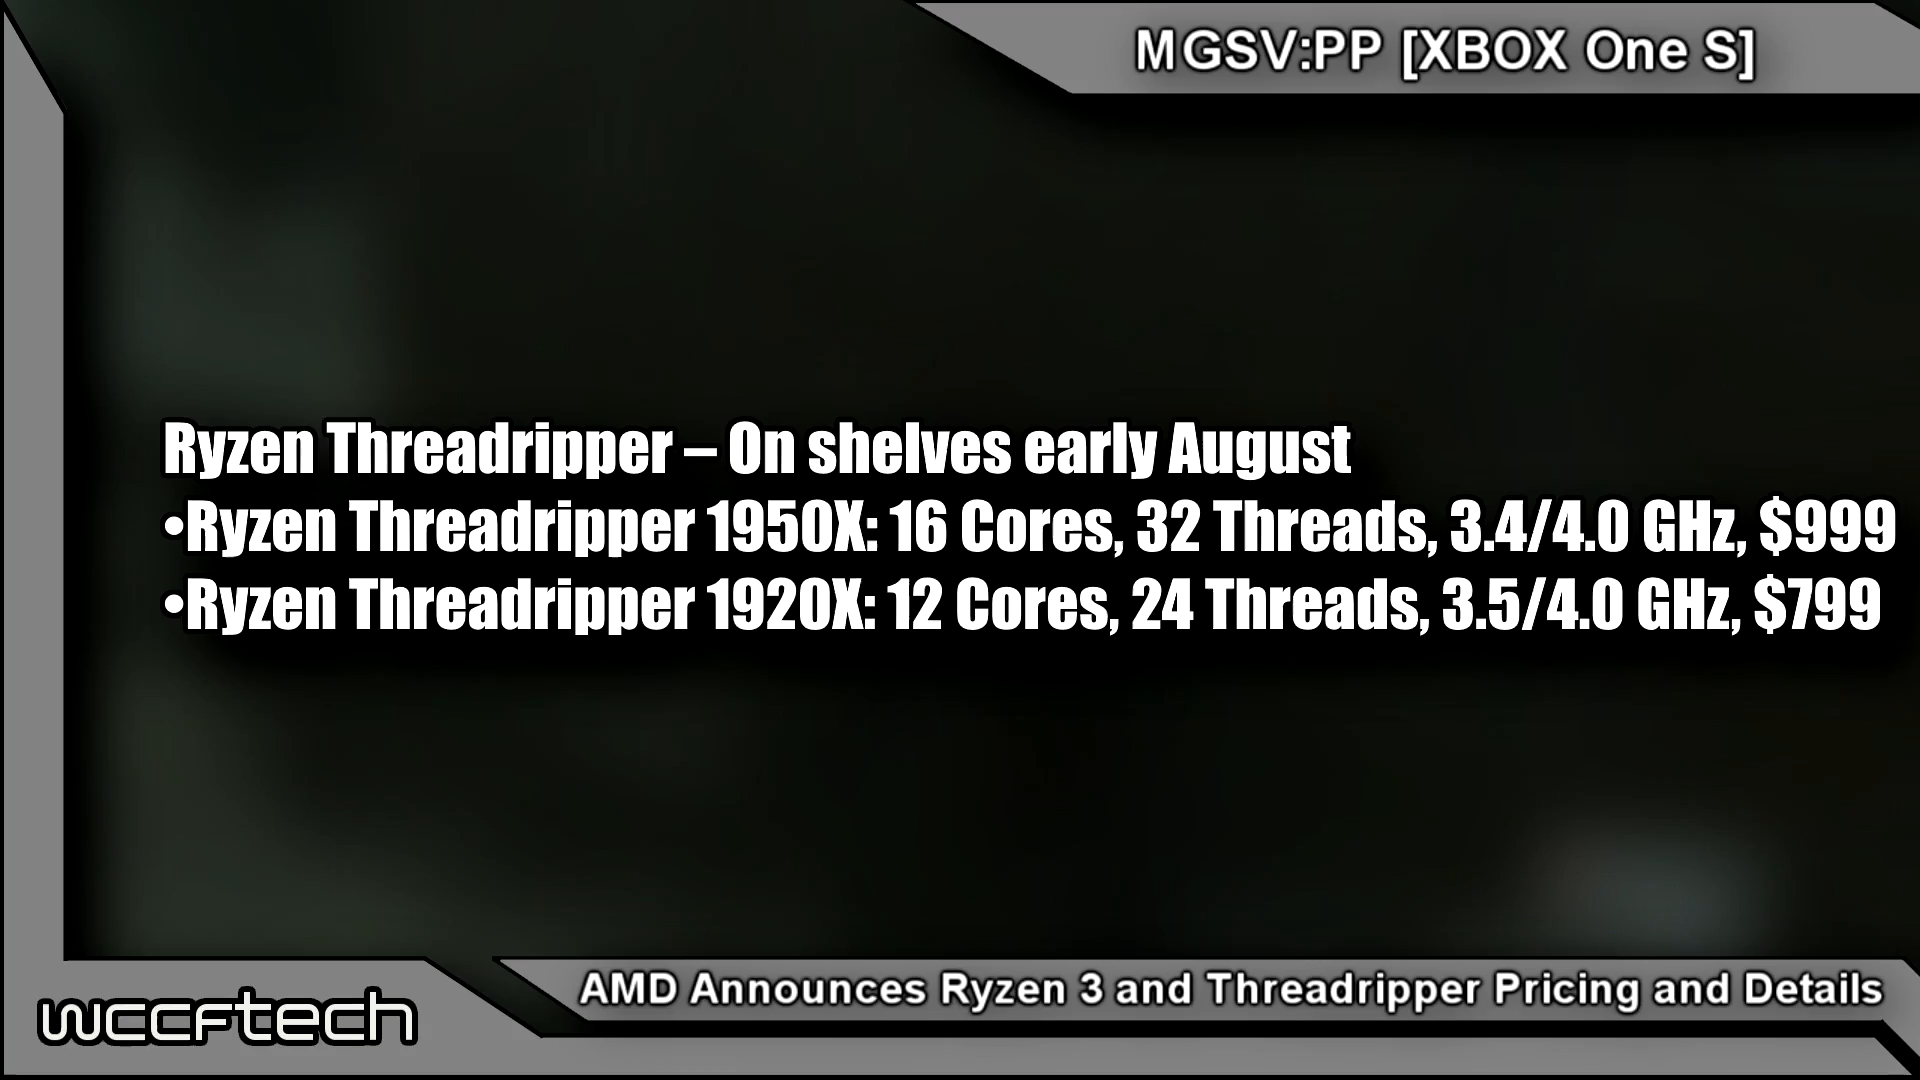 MGSV:PP [XBOX One S]
Ryzen Threadripper – On shelves early August
•Ryzen Threadripper 1950X: 16 Cores, 32 Threads, 3.4/4.0 GHz, $999
•Ryzen Threadripper 1920X: 12 Cores, 24 Threads, 3.5/4.0 GHz, $799
AMD Announces Ryzen 3 and Threadripper Pricing and Details
wccftech